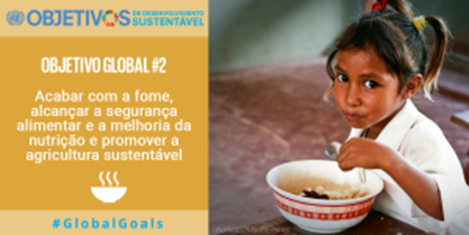 OBJETIVOS DE DESENVOLVIMENTO
SUSTENTÁVEL
OBJETIVO GLOBAL #2
Acabar com a fome,
alcançar a segurança
alimentar e a melhoria da
nutrição e promover a
agricultura sustentável
#GlobalGoals